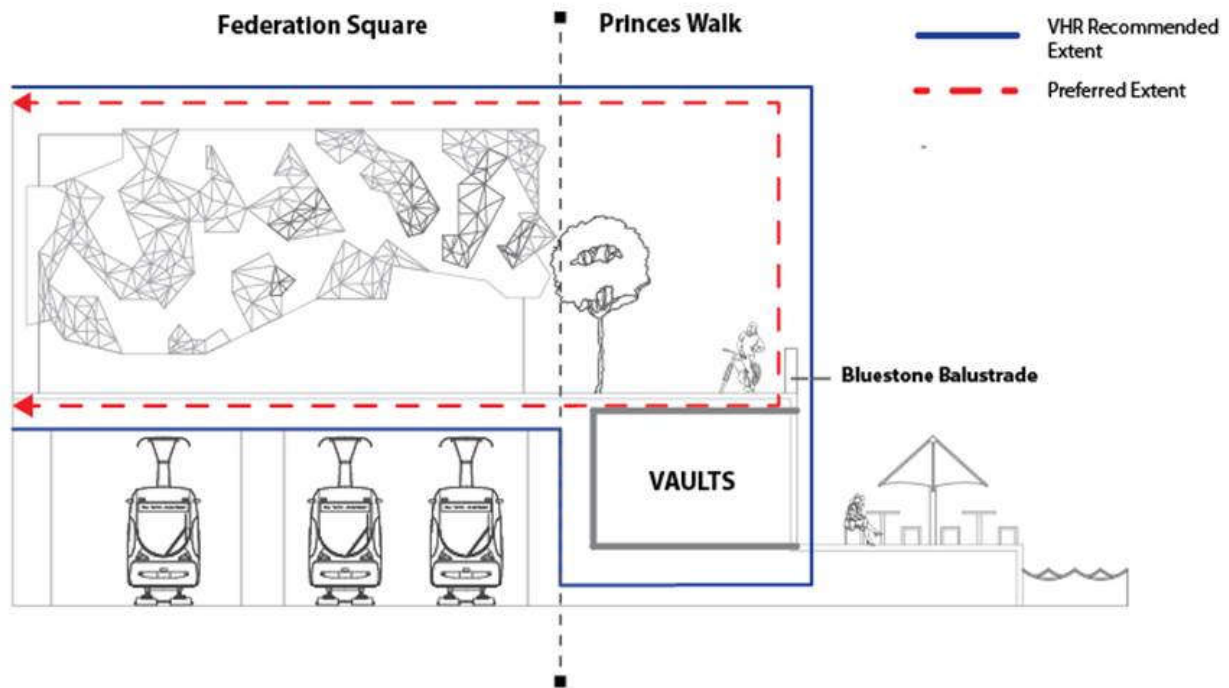 Federation Square
Princes Walk
VHR Recommended
Extent
Preferred Extent
Bluestone Balustrade
VAULTS